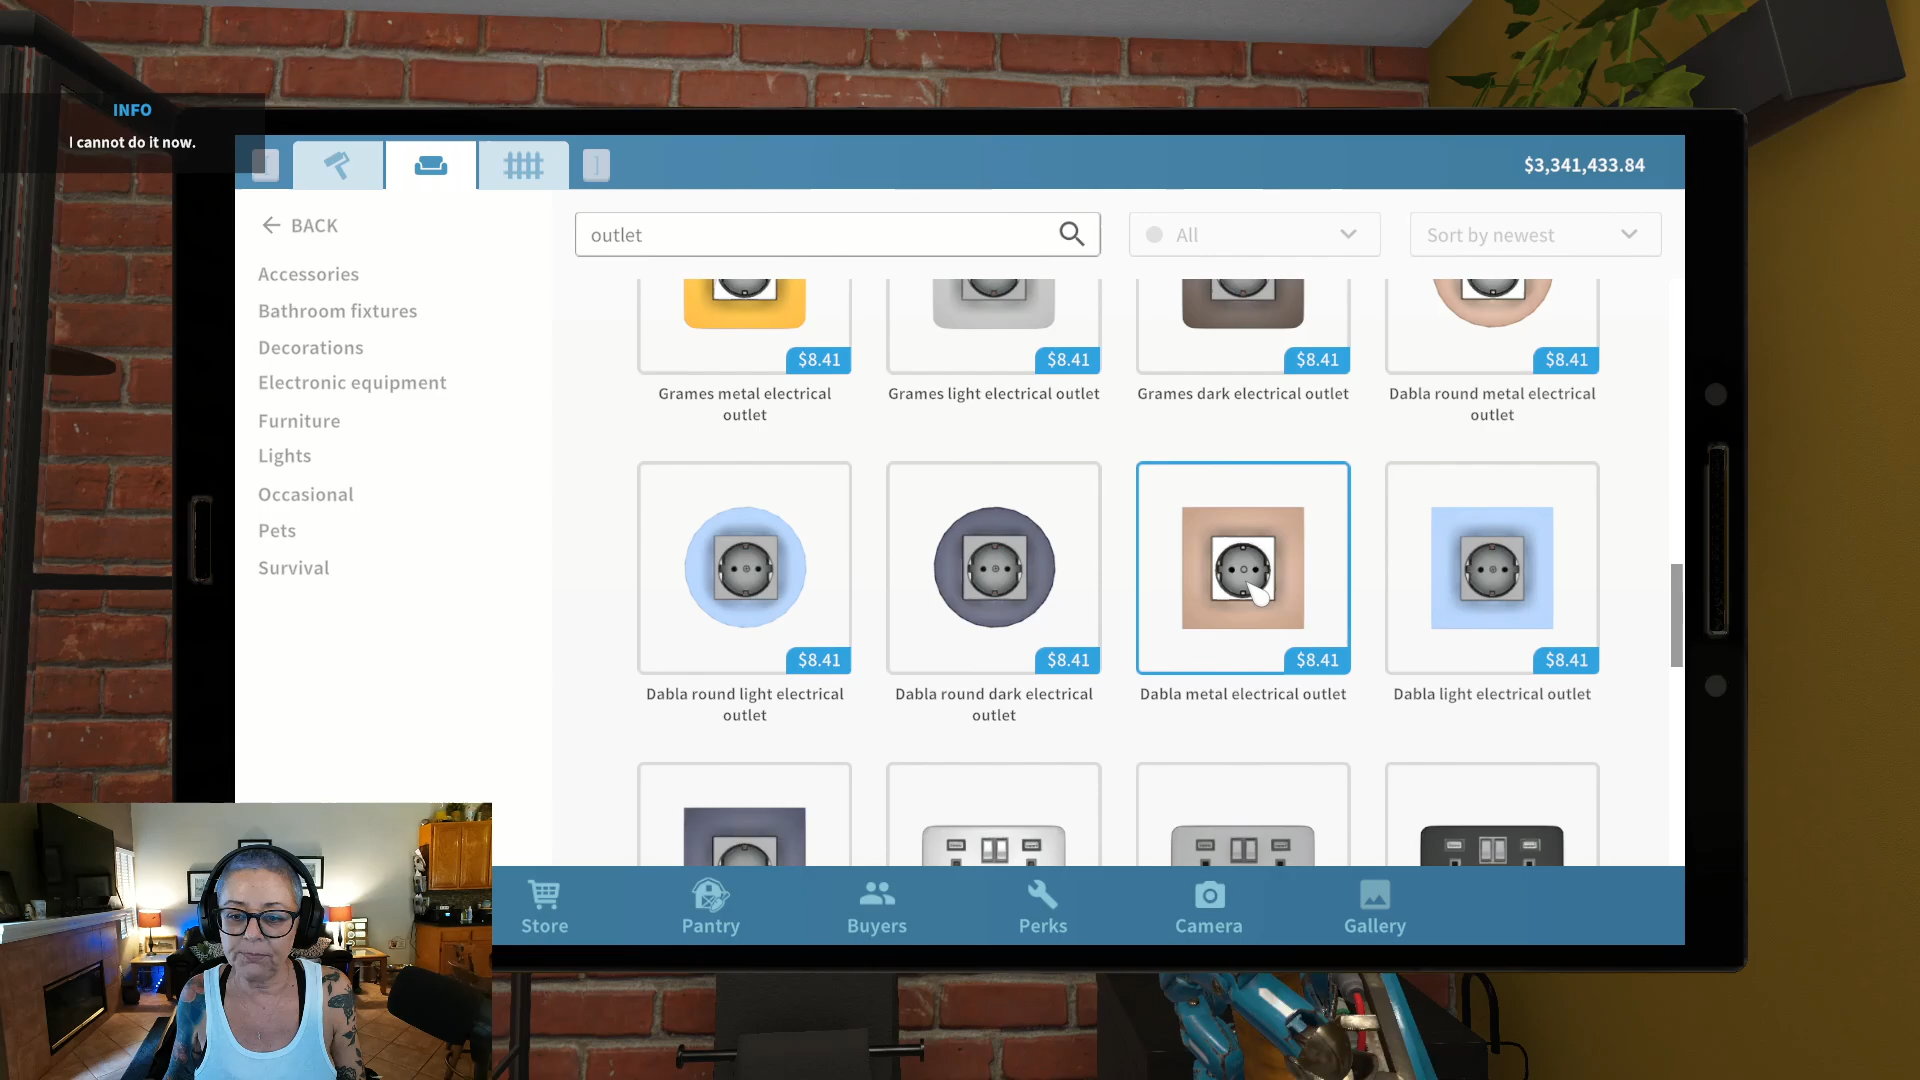 INFO
I cannot do it now.
[
]
$3,341,433.84
BACK
outlet
All
Sort by newest
Accessories
Bathroom fixtures
Decorations
Electronic equipment
Furniture
Lights
Occasional
Pets
Survival
$8.41
$8.41
$8.41
$8.41
Grames metal electrical
outlet
Grames light electrical outlet
Grames dark electrical outlet
Dabla round metal electrical
outlet
$8.41
$8.41
$8.41
$8.41
Dabla round light electrical
outlet
Dabla round dark electrical
outlet
Dabla metal electrical outlet
Dabla light electrical outlet
Store
Pantry
Buyers
Perks
Camera
Gallery